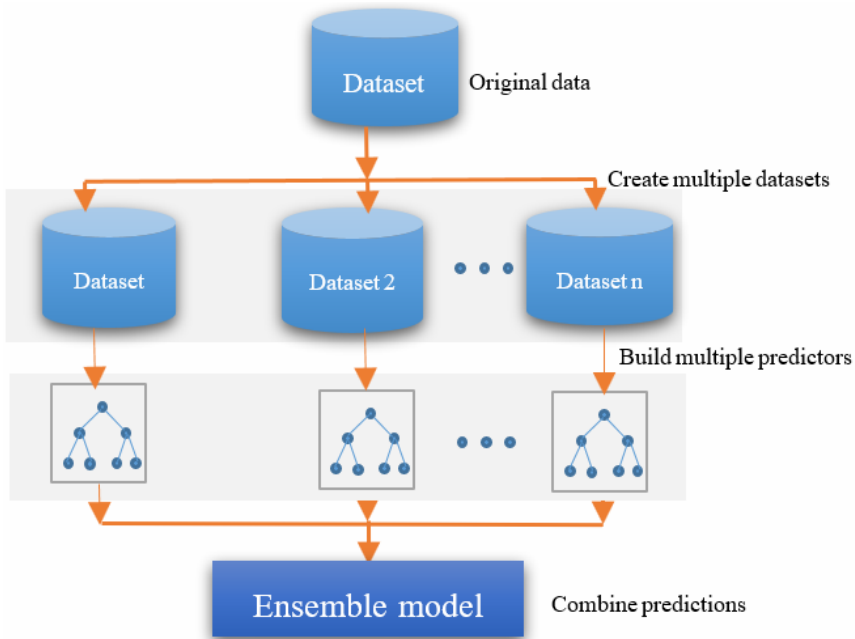 Dataset
Original data
Create multiple datasets
Dataset
Dataset 2
Dataset n
Build multiple predictors
Ensemble model
Combine predictions